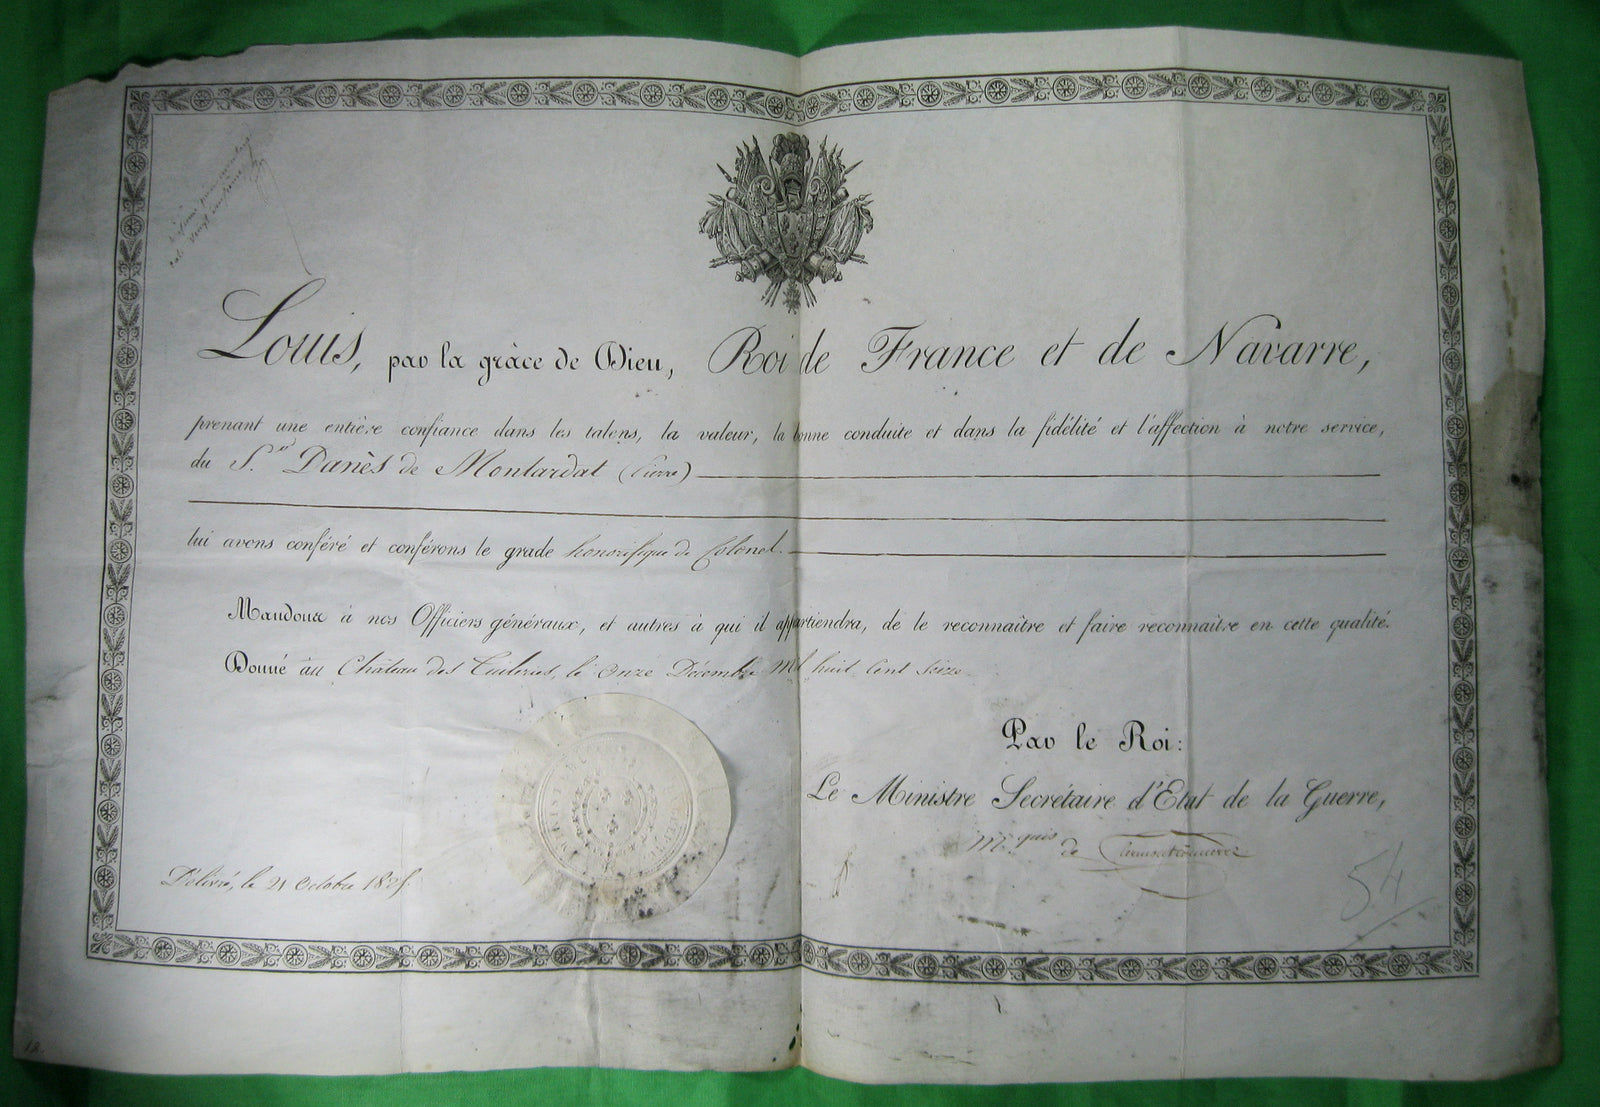 Louis, par la grâce de Dieu, Roi de France et de Navarre,
prenant une entière confiance dans les talens, la valeur, la bonne conduite et dans la fidélité et l'affection à notre service,
du S.r Danès de Montardat (Pierre)
lui avons conféré et conférons le grade honorifique de Colonel.
Mandons à nos Officiers généraux, et autres à qui il appartiendra, de le reconnaître et faire reconnaître en cette qualité.
Donné au Château des Tuileries, le onze Décembre Mil huit Cent Seize.
Par le Roi:
Le Ministre Secrétaire d'Etat de la Guerre,
M.quis de
Délivré, le 21 Octobre
54
18.